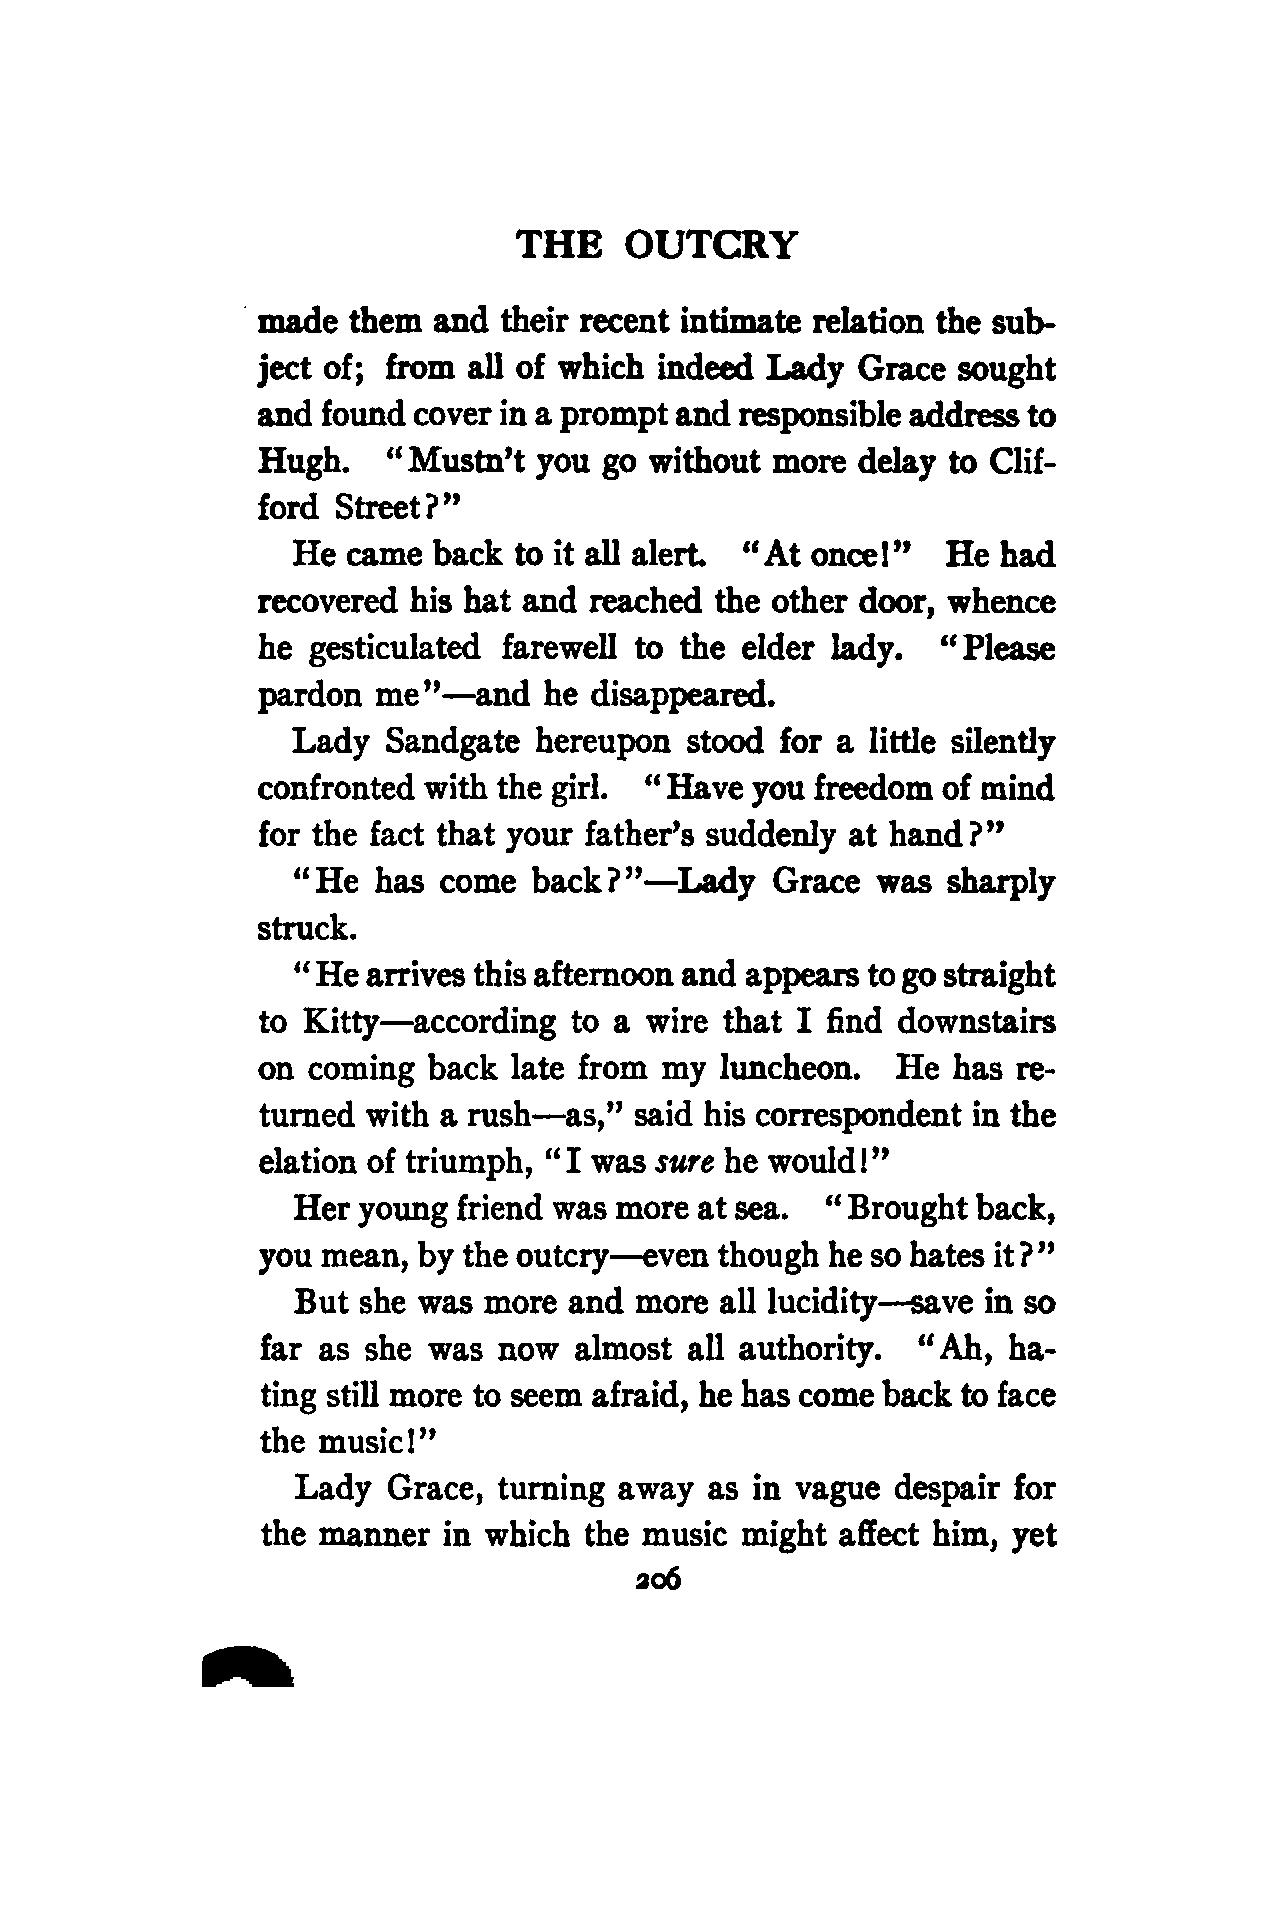 THE OUTCRY
made them and their recent intimate relation the sub-
ject of; from all of which indeed Lady Grace sought
and found cover in a prompt and responsible address to
Hugh. “Mustn’t you go without more delay to Clif-
ford Street?”
He came back to it all alert. “At once!” He had
recovered his hat and reached the other door, whence
he gesticulated farewell to the elder lady. “Please
pardon me”—and he disappeared.
Lady Sandgate hereupon stood for a little silently
confronted with the girl. “Have you freedom of mind
for the fact that your father’s suddenly at hand?”
“He has come back?”—Lady Grace was sharply
struck.
“He arrives this afternoon and appears to go straight
to Kitty—according to a wire that I find downstairs
on coming back late from my luncheon. He has re-
turned with a rush—as,” said his correspondent in the
elation of triumph, “I was sure he would!”
Her young friend was more at sea. “Brought back,
you mean, by the outcry—even though he so hates it?”
But she was more and more all lucidity—save in so
far as she was now almost all authority. “Ah, ha-
ting still more to seem afraid, he has come back to face
the music!”
Lady Grace, turning away as in vague despair for
the manner in which the music might affect him, yet
206